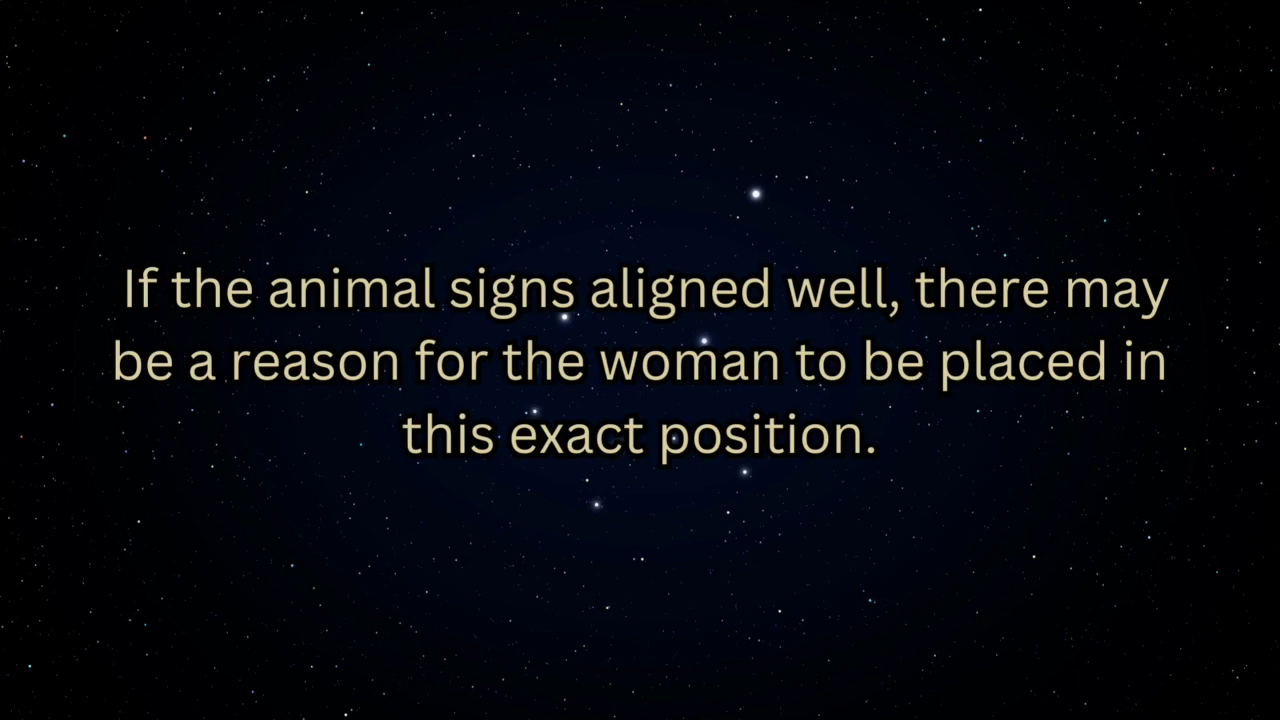 If the animal signs aligned well, there may
be a reason for the woman to be placed in
this exact position.